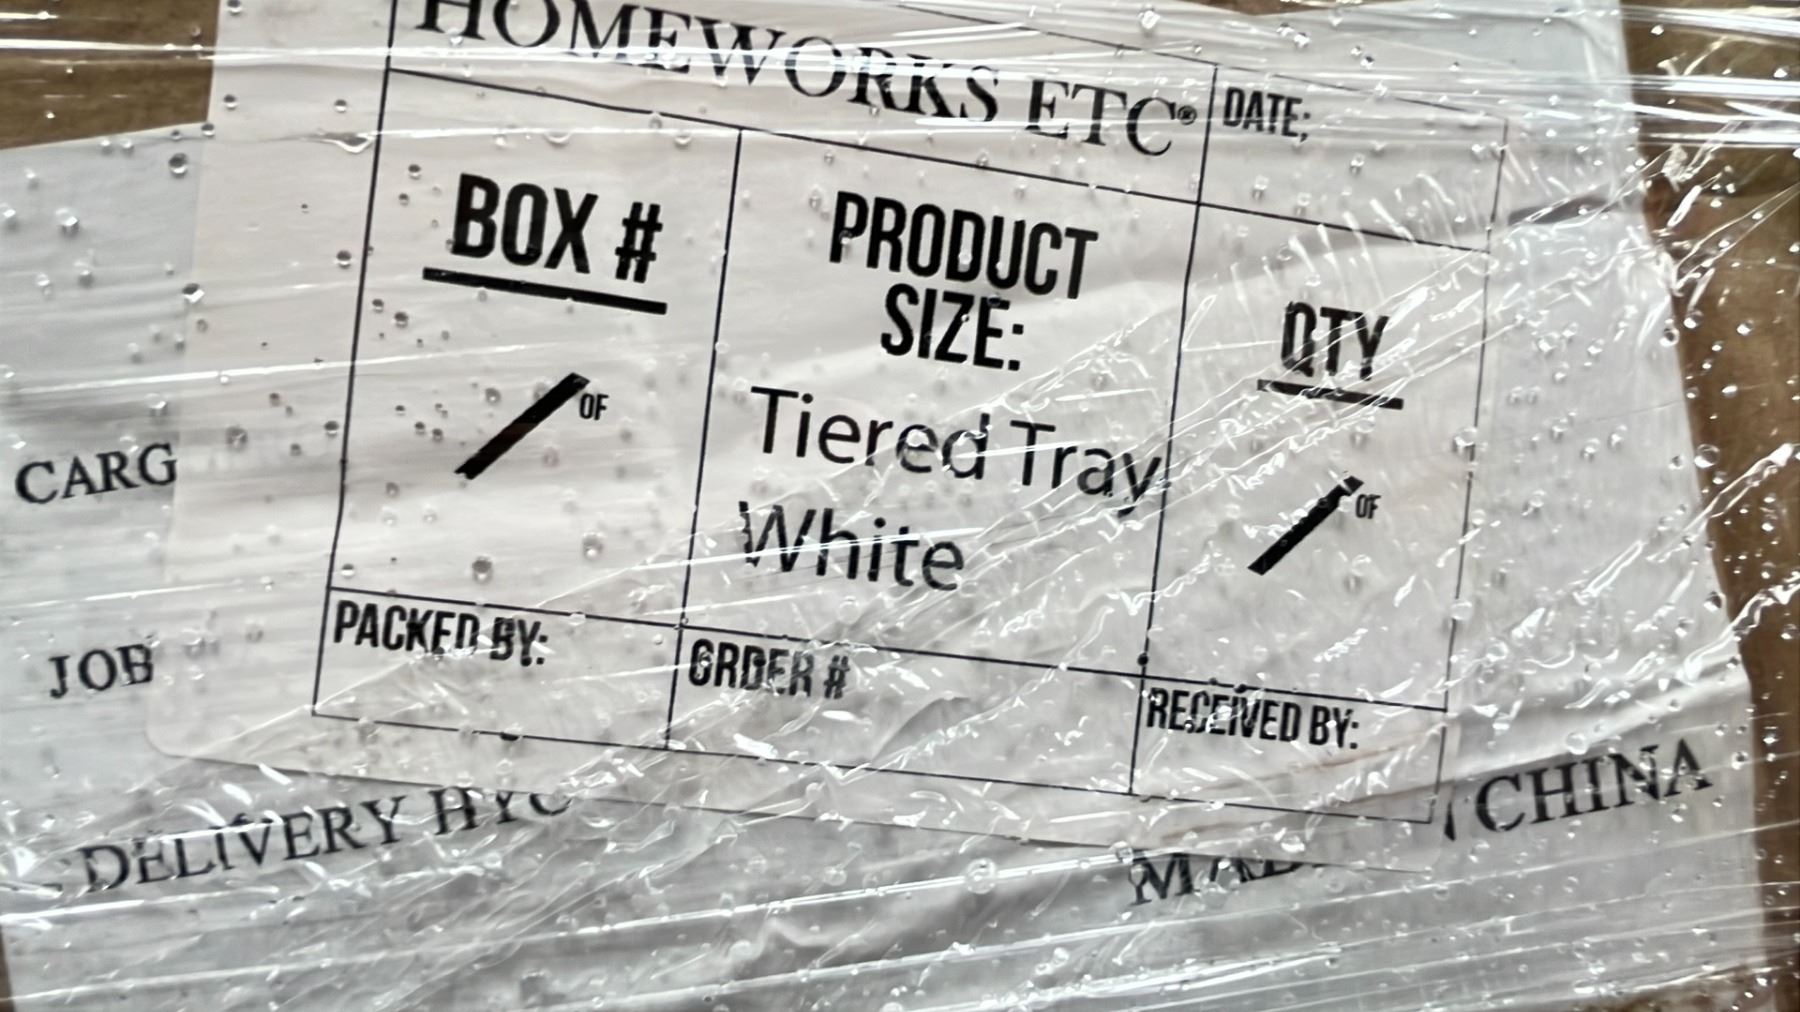 HOMEWORKS ETC®
DATE:
BOX #
OF
PRODUCT
SIZE:
Tiered Tray
White
QTY
OF
PACKED BY:
ORDER #
RECEIVED BY:
CARG
JOB
DELIVERY
CHINA